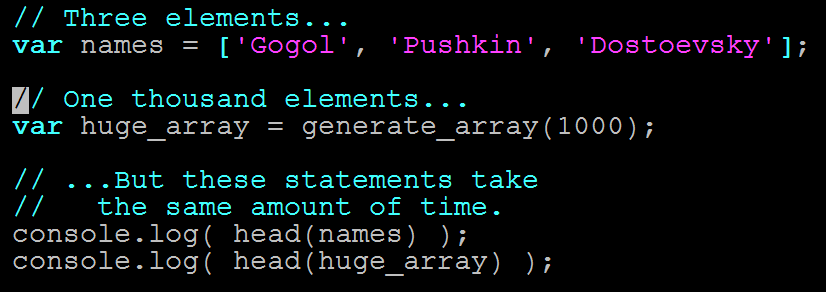 // Three elements...
var names = ['Gogol', 'Pushkin', 'Dostoevsky'];
// One thousand elements...
var huge_array = generate_array(1000);
// ...But these statements take
//   the same amount of time.
console.log( head(names) );
console.log( head(huge_array) );